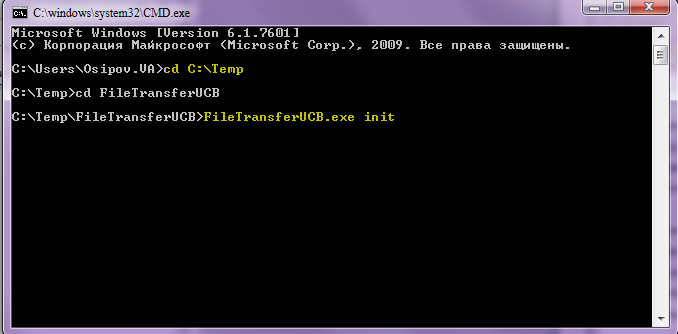 C:\windows\system32\CMD.exe
Microsoft Windows [Version 6.1.7601]
(c) Корпорация Майкрософт (Microsoft Corp.), 2009. Все права защищены.
C:\Users\Osipov.VA>cd C:\Temp
C:\Temp>cd FileTransferUCB
C:\Temp\FileTransferUCB>FileTransferUCB.exe init